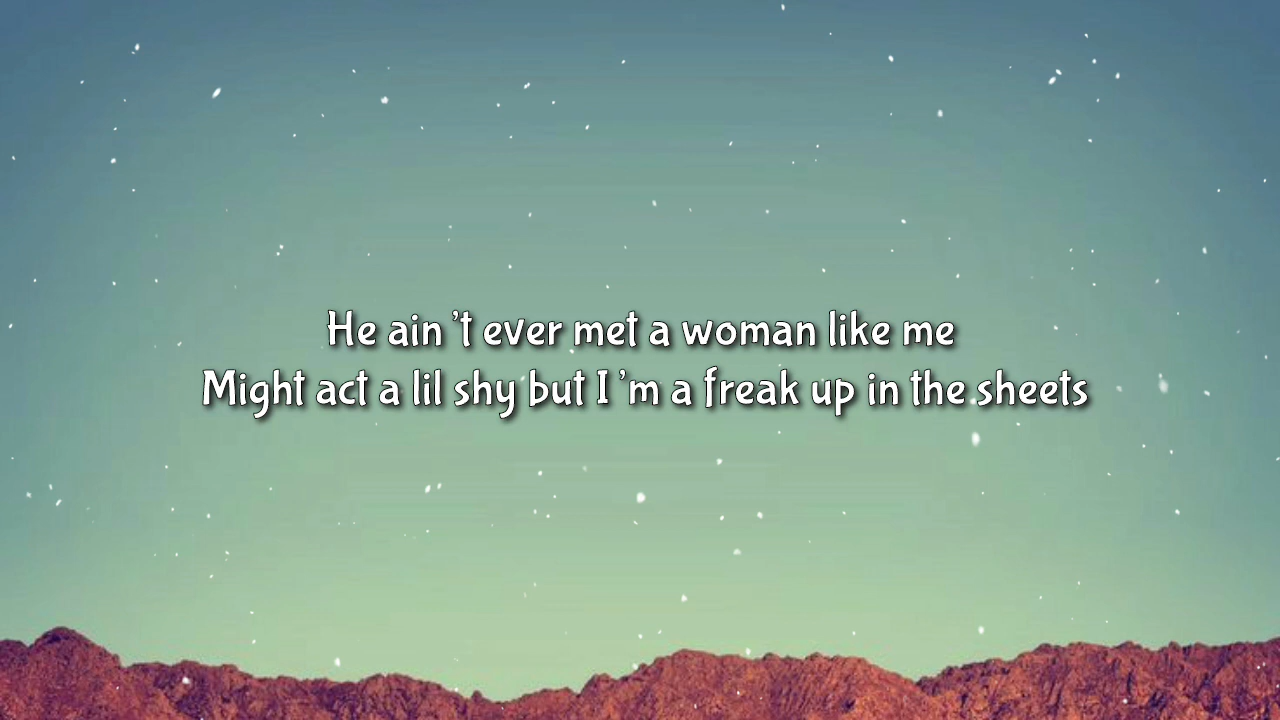 He ain't ever met a woman like me
Might act a lil shy but I'm a freak up in the sheets